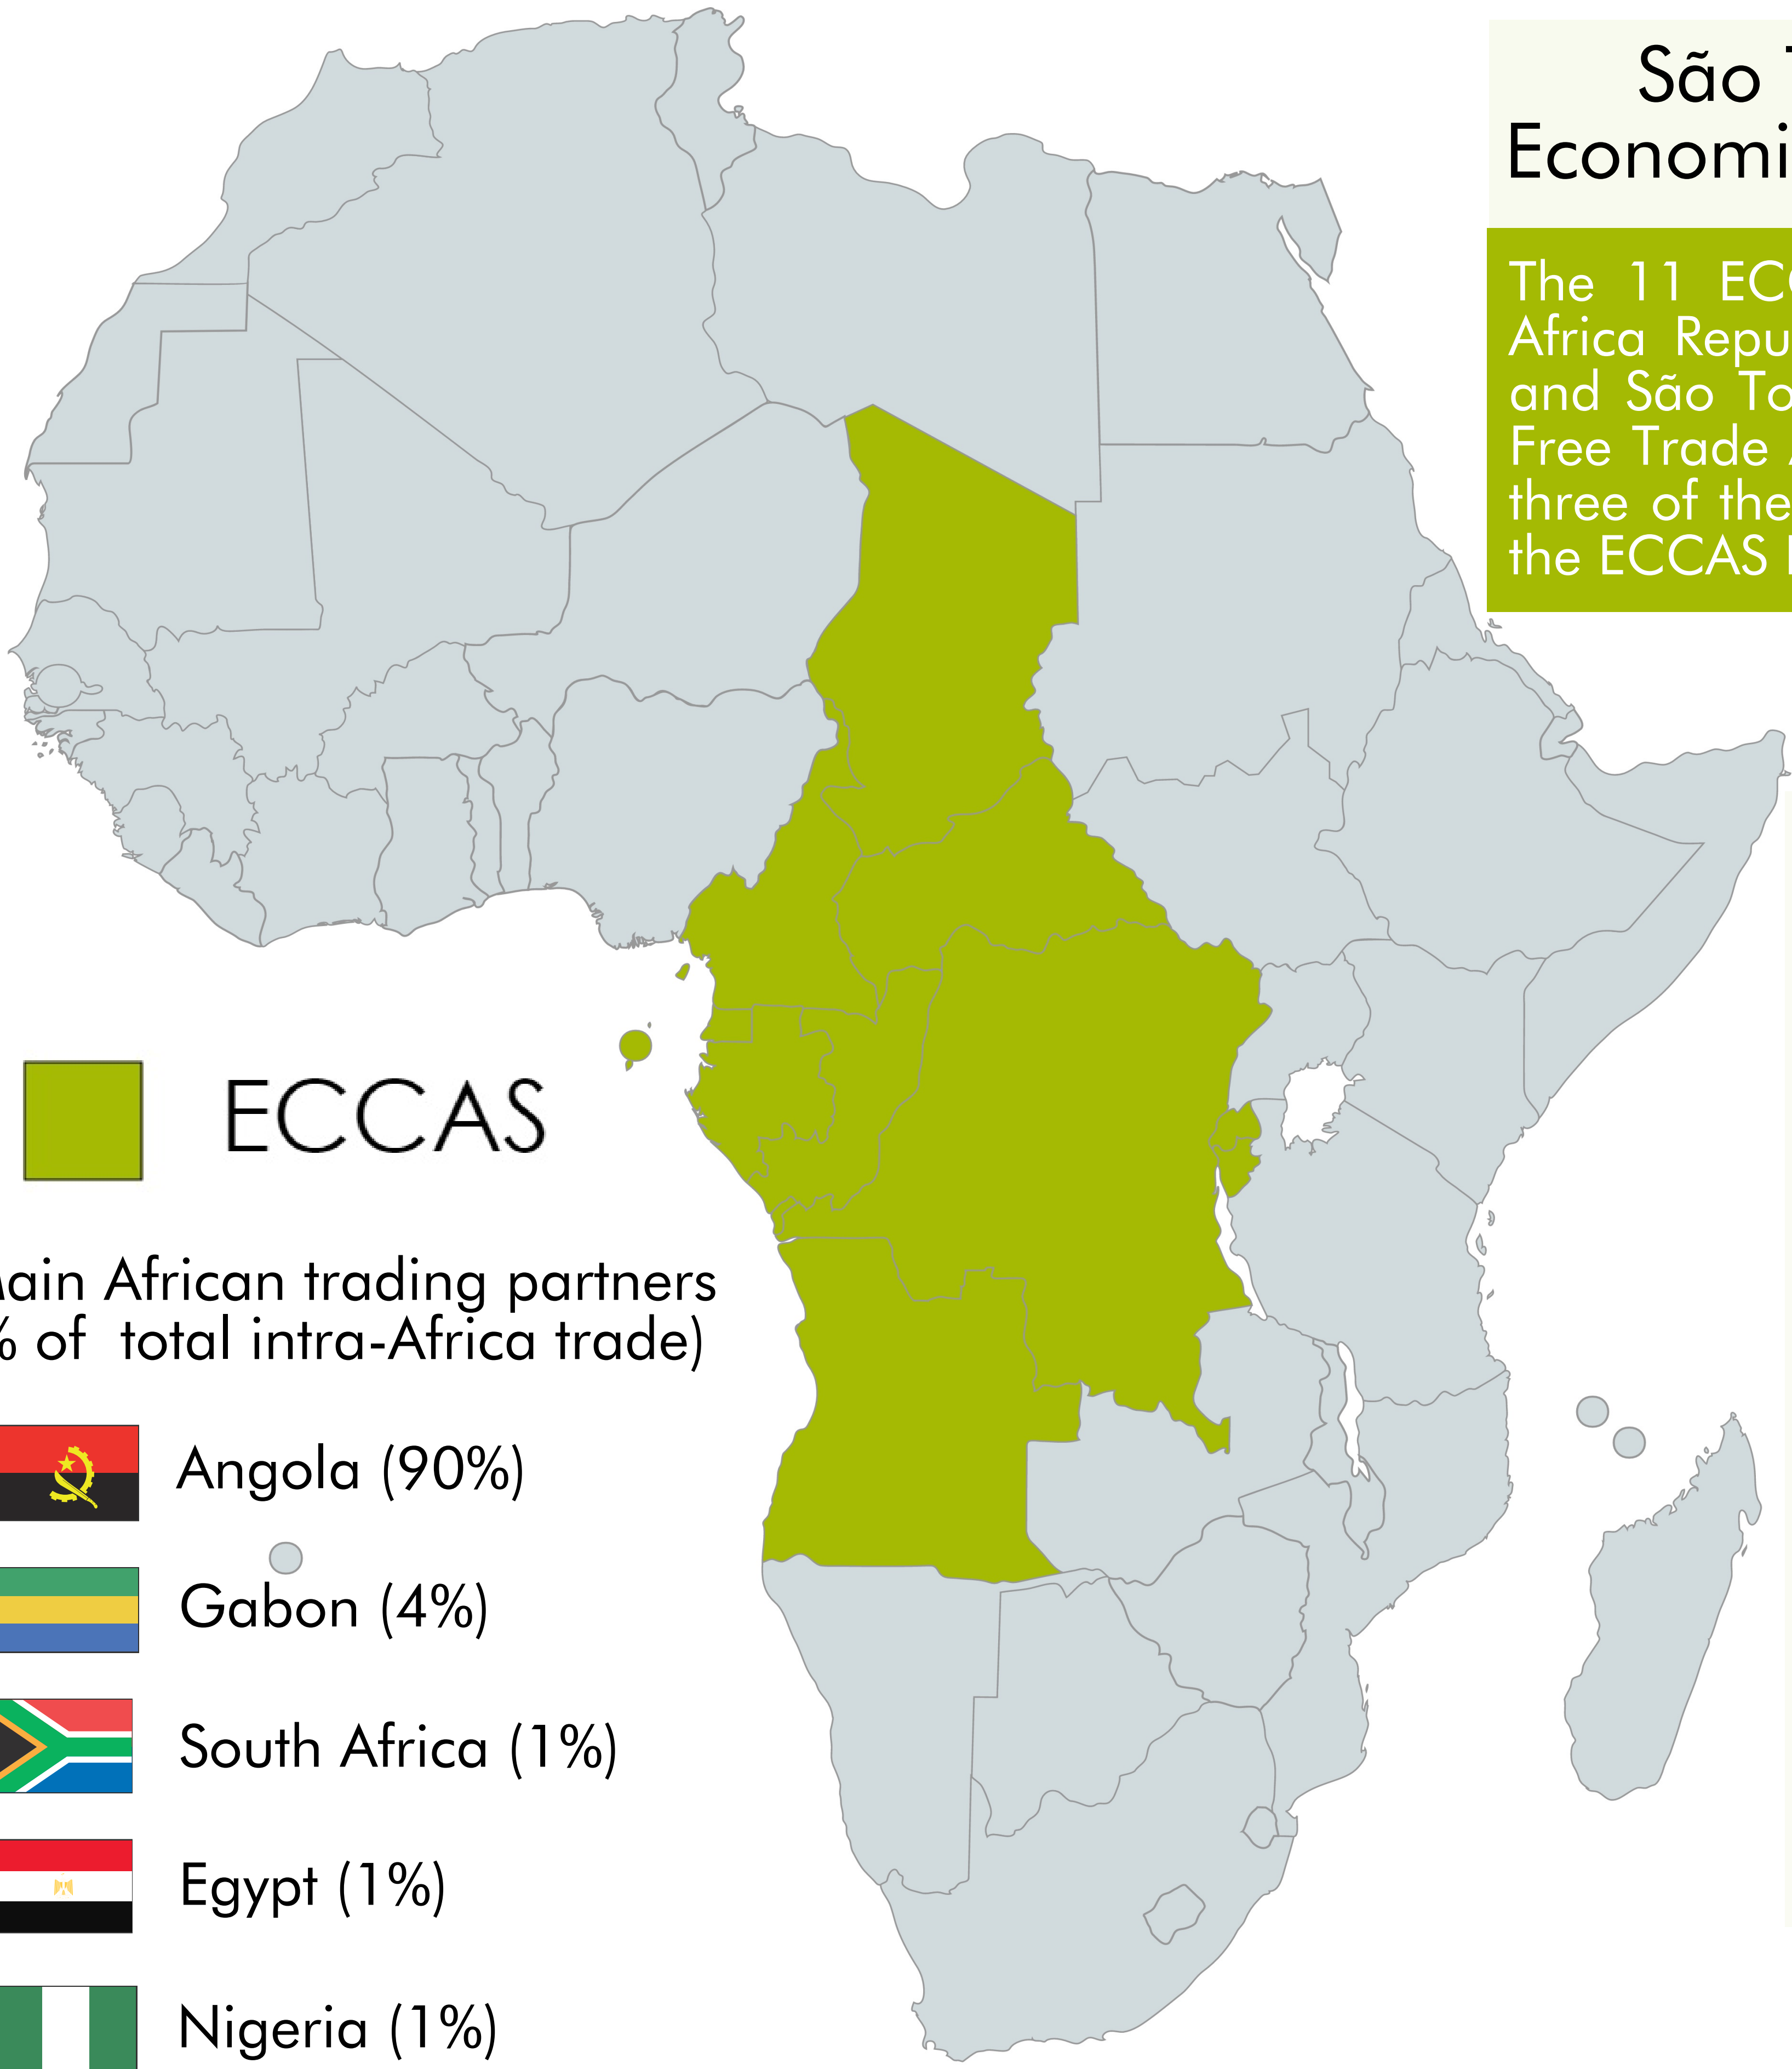 São
Economi
The 11 ECC
Africa Repu
and São To
Free Trade
three of the
the ECCAS
ECCAS
ain African trading partners
% of total intra-Africa trade)
Angola (90%)
Gabon (4%)
South Africa (1%)
Egypt (1%)
Nigeria (1%)